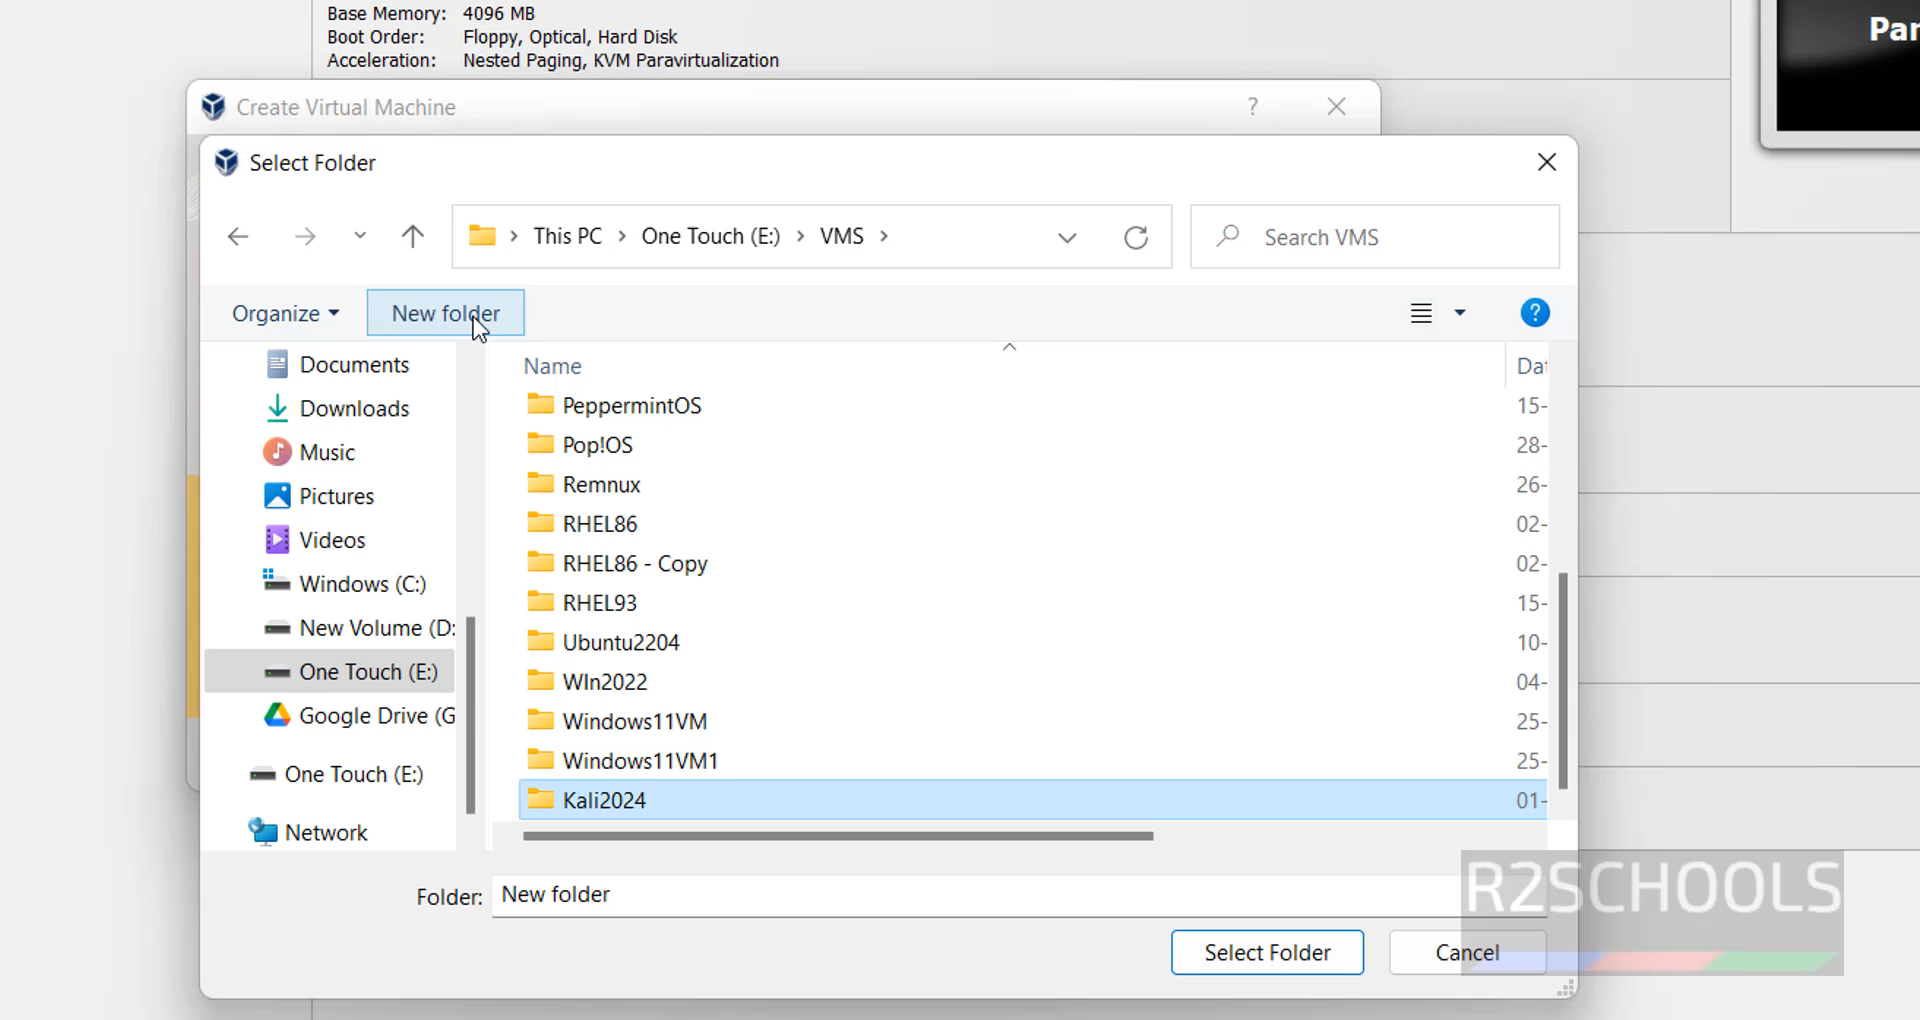 Base Memory: 4096 MB
Boot Order: Floppy, Optical, Hard Disk
Acceleration: Nested Paging, KVM Paravirtualization
Create Virtual Machine ?
Select Folder
This PC > One Touch (E:) > VMS >
Search VMS
Organize
New folder
?
Documents
Downloads
Music
Pictures
Videos
Windows (C:)
New Volume (D:
One Touch (E:)
Google Drive (G
One Touch (E:)
Network
Name
PeppermintOS 15-
Pop!OS 28-
Remnux 26-
RHEL86 02-
RHEL86 - Copy 02-
RHEL93 15-
Ubuntu2204 10-
WIn2022 04-
Windows11VM 25-
Windows11VM1 25-
Kali2024 01-
Folder: New folder
Select Folder
Cancel
R2SCHOOLS